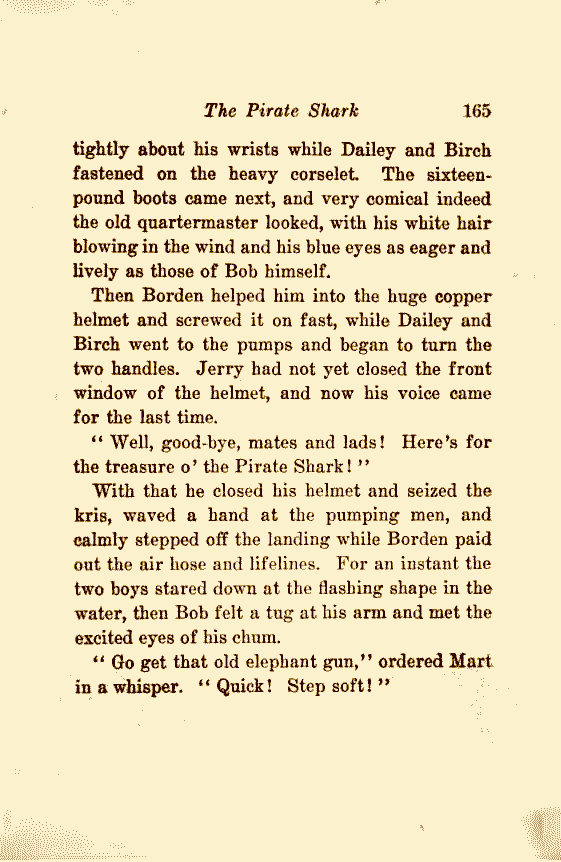 The Pirate Shark 165
tightly about his wrists while Dailey and Birch
fastened on the heavy corselet. The sixteen-
pound boots came next, and very comical indeed
the old quartermaster looked, with his white hair
blowing in the wind and his blue eyes as eager and
lively as those of Bob himself.
Then Borden helped him into the huge copper
helmet and screwed it on fast, while Dailey and
Birch went to the pumps and began to turn the
two handles. Jerry had not yet closed the front
window of the helmet, and now his voice came
for the last time.
“ Well, good-bye, mates and lads! Here’s for
the treasure o’ the Pirate Shark! ”
With that he closed his helmet and seized the
kris, waved a hand at the pumping men, and
calmly stepped off the landing while Borden paid
out the air hose and lifelines. For an instant the
two boys stared down at the flashing shape in the
water, then Bob felt a tug at his arm and met the
excited eyes of his chum.
“ Go get that old elephant gun,” ordered Mart
in a whisper. “ Quick! Step soft! ”